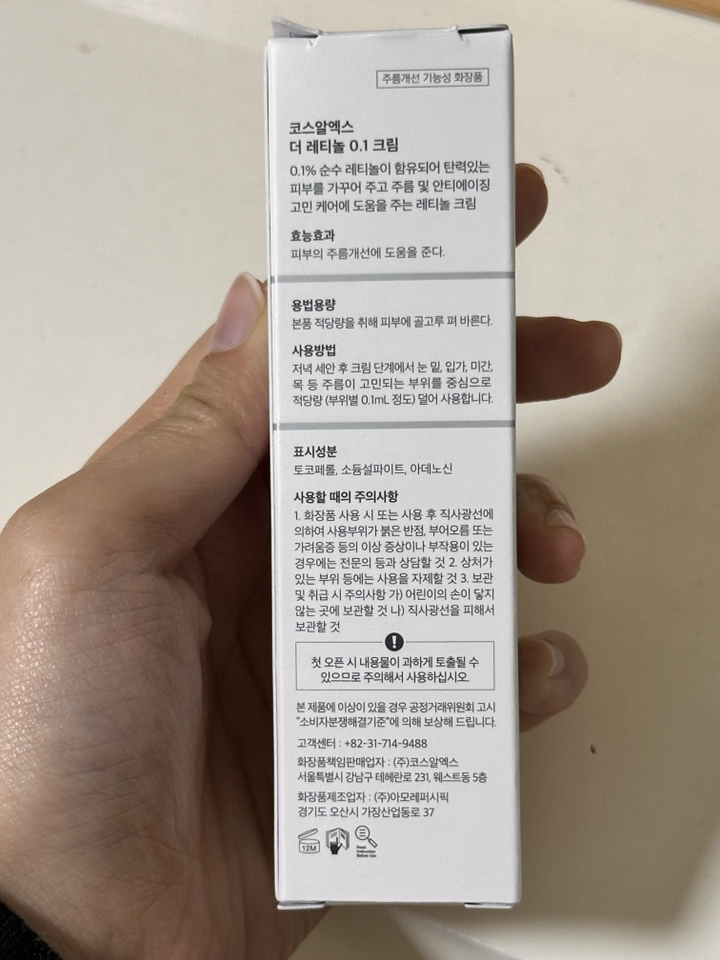 주름개선 기능성 화장품
코스알엑스
더 레티놀 0.1 크림
0.1% 순수 레티놀이 함유되어 탄력있는
피부를 가꾸어 주고 주름 및 안티에이징
고민 케어에 도움을 주는 레티놀 크림
효능효과
피부의 주름개선에 도움을 준다.
용법용량
본품 적당량을 취해 피부에 골고루 펴 바른다.
사용방법
저녁 세안 후 크림 단계에서 눈 밑, 입가, 미간,
목 등 주름이 고민되는 부위를 중심으로
적당량 (부위별 0.1mL 정도) 덜어 사용합니다.
표시성분
토코페롤, 소듐설파이트, 아데노신
사용할 때의 주의사항
1. 화장품 사용 시 또는 사용 후 직사광선에
의하여 사용부위가 붉은 반점, 부어오름 또는
가려움증 등의 이상 증상이나 부작용이 있는
경우에는 전문의 등과 상담할 것 2. 상처가
있는 부위 등에는 사용을 자제할 것 3. 보관
및 취급 시 주의사항 가) 어린이의 손이 닿지
않는 곳에 보관할 것 나) 직사광선을 피해서
보관할 것
첫 오픈 시 내용물이 과하게 토출될 수
있으므로 주의해서 사용하십시오.
본 제품에 이상이 있을 경우 공정거래위원회 고시
"소비자분쟁해결기준"에 의해 보상해 드립니다.
고객센터 : +82-31-714-9488
화장품책임판매업자 : (주)코스알엑스
서울특별시 강남구 테헤란로 231, 웨스트동 5층
화장품제조업자 : (주)아모레퍼시픽
경기도 오산시 가장산업동로 37
12M
Read
Instruction
Before Use